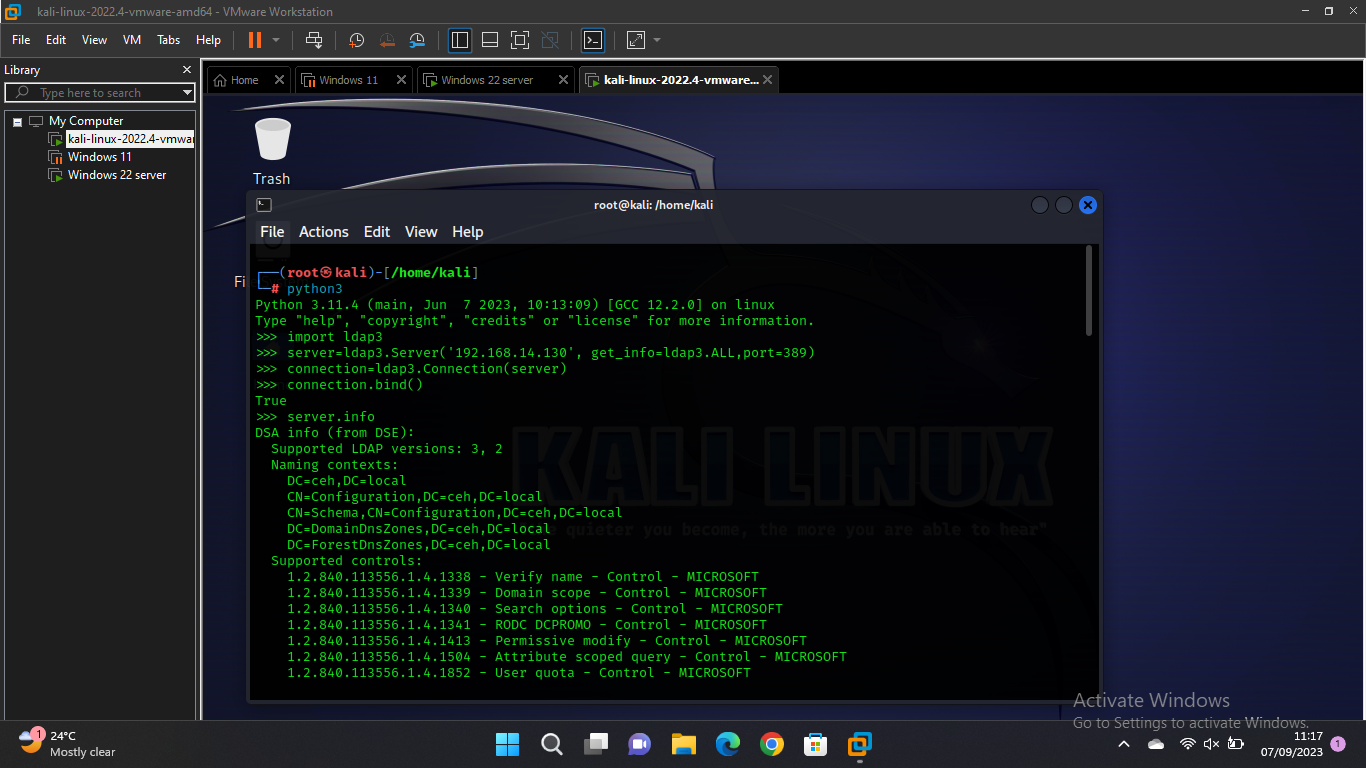 kali-linux-2022.4-vmware-amd64 - VMware Workstation
File Edit View VM Tabs Help
Library
Type here to search
My Computer
kali-linux-2022.4-vmwar
Windows 11
Windows 22 server
Home
Windows 11
Windows 22 server
kali-linux-2022.4-vmware...
Trash
Fi
root@kali: /home/kali
File Actions Edit View Help
┌──(root㉿kali)-[/home/kali]
└─# python3
Python 3.11.4 (main, Jun  7 2023, 10:13:09) [GCC 12.2.0] on linux
Type "help", "copyright", "credits" or "license" for more information.
>>> import ldap3
>>> server=ldap3.Server('192.168.14.130', get_info=ldap3.ALL,port=389)
>>> connection=ldap3.Connection(server)
>>> connection.bind()
True
>>> server.info
DSA info (from DSE):
  Supported LDAP versions: 3, 2
  Naming contexts:
    DC=ceh,DC=local
    CN=Configuration,DC=ceh,DC=local
    CN=Schema,CN=Configuration,DC=ceh,DC=local
    DC=DomainDnsZones,DC=ceh,DC=local
    DC=ForestDnsZones,DC=ceh,DC=local
  Supported controls:
    1.2.840.113556.1.4.1338 - Verify name - Control - MICROSOFT
    1.2.840.113556.1.4.1339 - Domain scope - Control - MICROSOFT
    1.2.840.113556.1.4.1340 - Search options - Control - MICROSOFT
    1.2.840.113556.1.4.1341 - RODC DCPROMO - Control - MICROSOFT
    1.2.840.113556.1.4.1413 - Permissive modify - Control - MICROSOFT
    1.2.840.113556.1.4.1504 - Attribute scoped query - Control - MICROSOFT
    1.2.840.113556.1.4.1852 - User quota - Control - MICROSOFT
KALI LINUX
quieter you become, the more you are able to hear"
Activate Windows
Go to Settings to activate Windows.
1
24°C
Mostly clear
11:17
07/09/2023
1